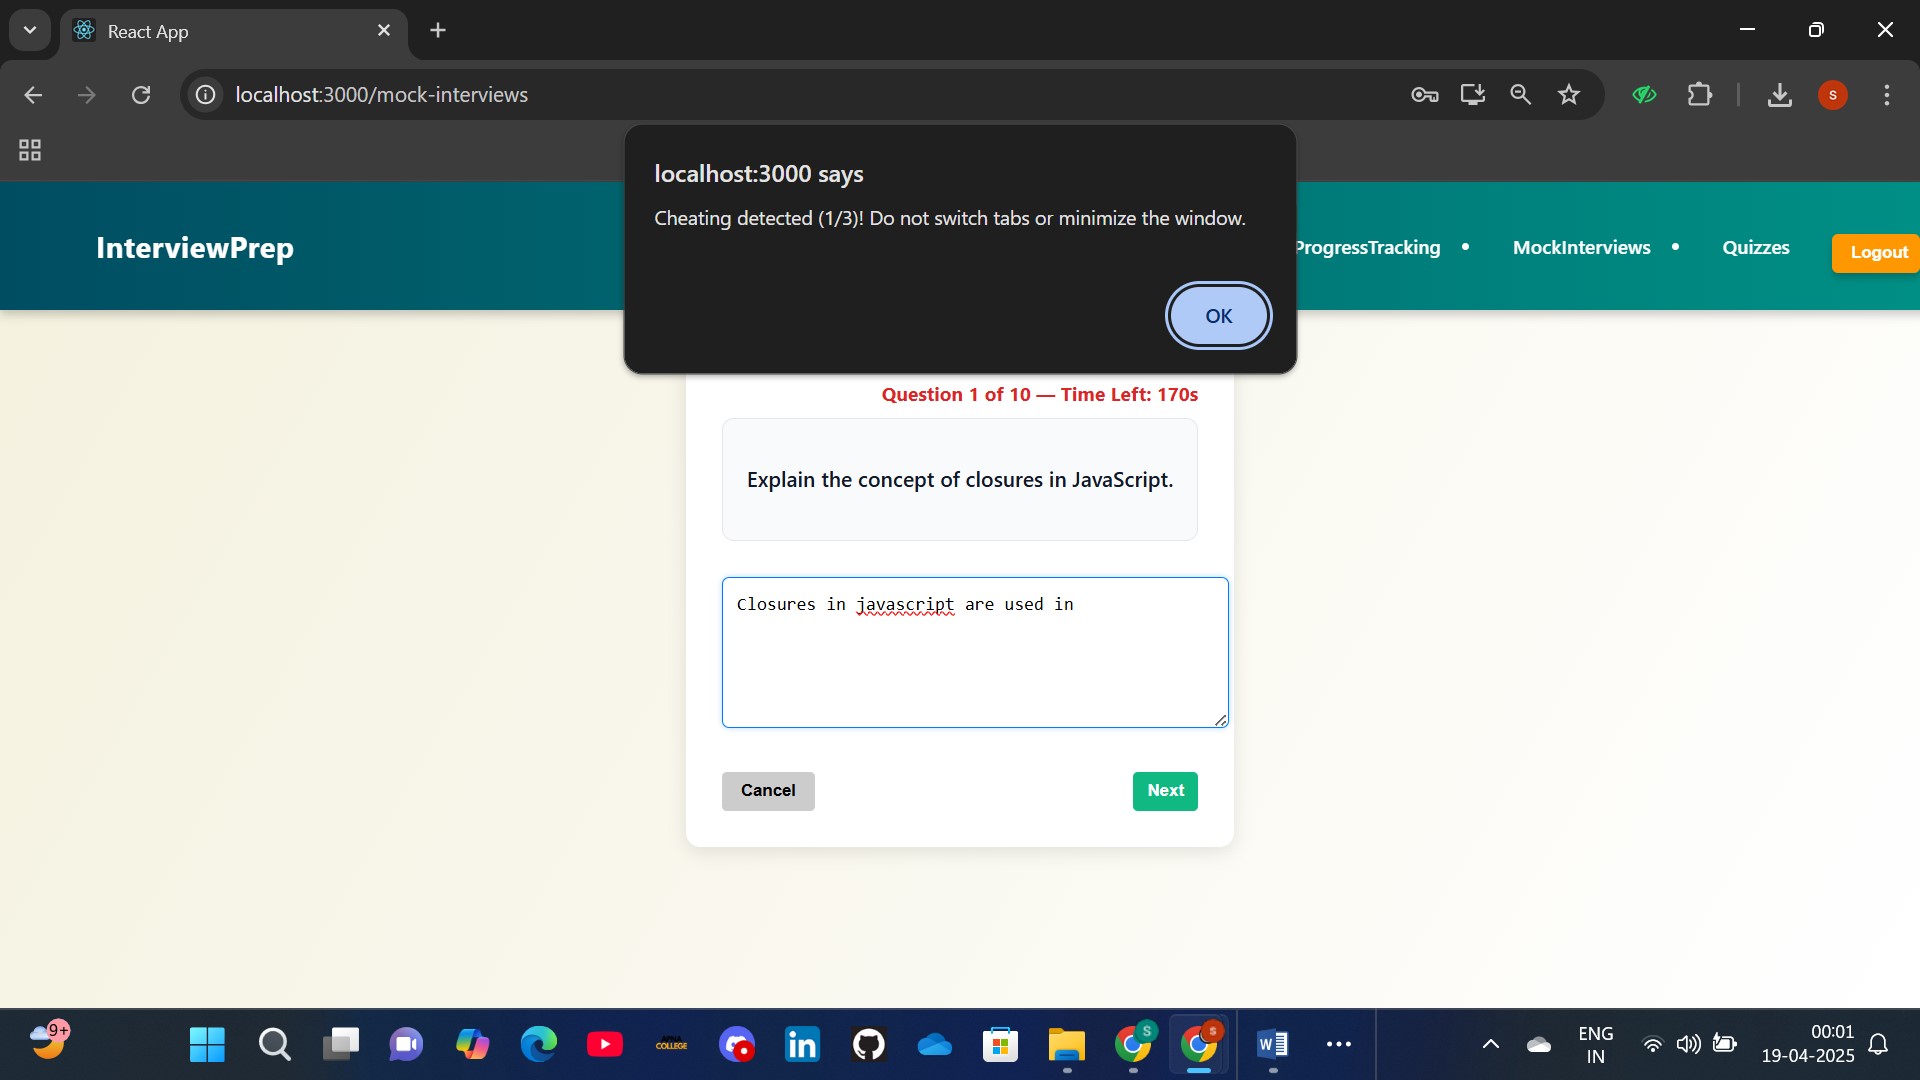 React App
localhost:3000/mock-interviews
S
localhost:3000 says
Cheating detected (1/3)! Do not switch tabs or minimize the window.
OK
InterviewPrep
ProgressTracking • MockInterviews • Quizzes Logout
Question 1 of 10 — Time Left: 170s
Explain the concept of closures in JavaScript.
Closures in javascript are used in
Cancel Next
9+
APNA
COLLEGE
in
S
S
W
ENG
IN
00:01
19-04-2025